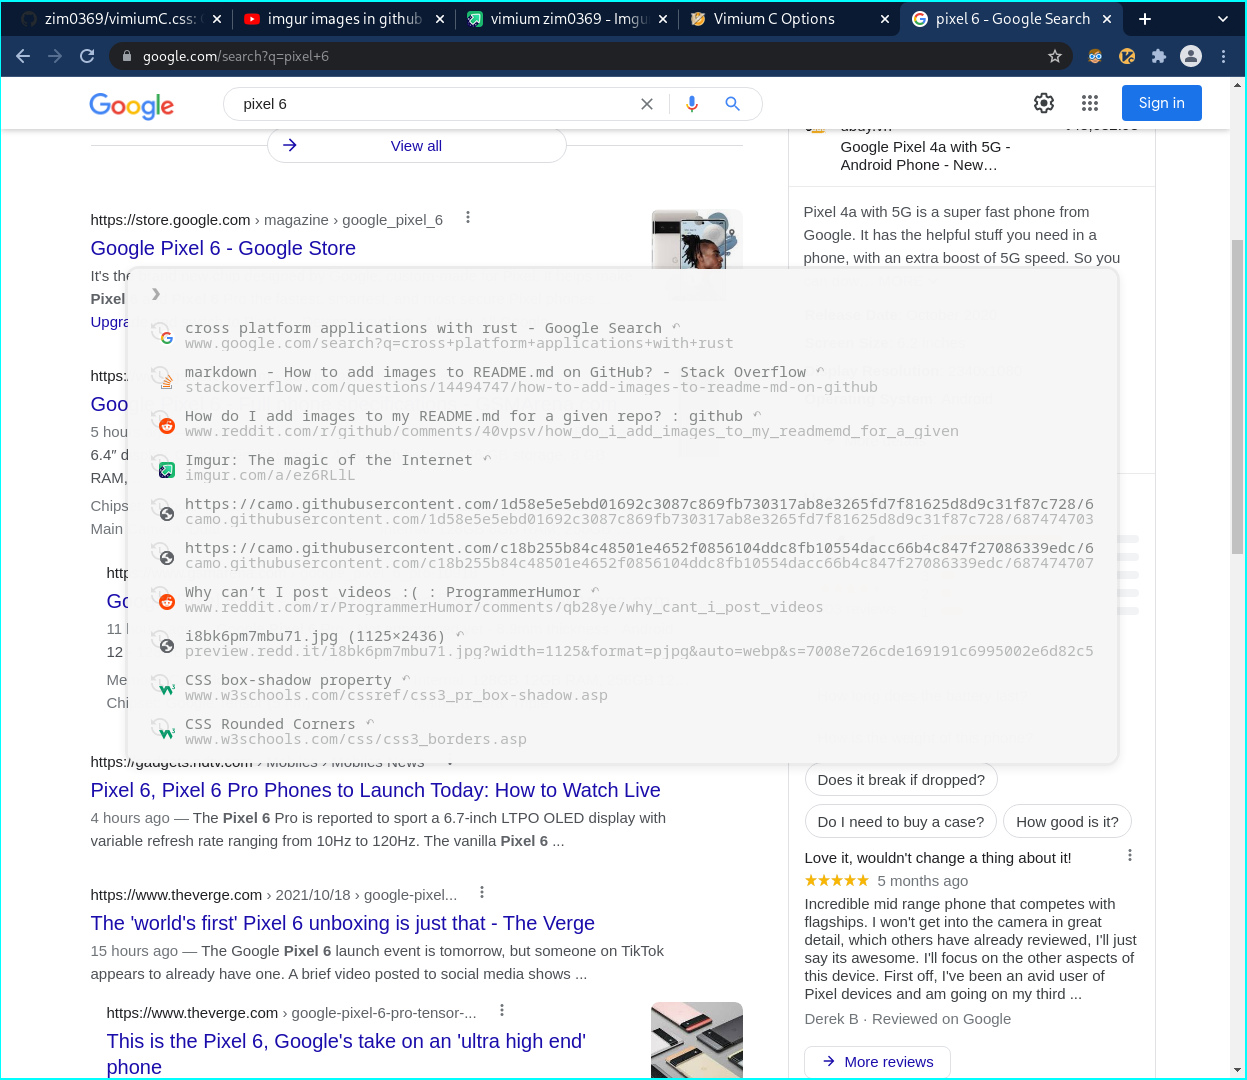 zim0369/vimiumC.css:
imgur images in github
vimium zim0369 - Imgu
Vimium C Options
pixel 6 - Google Search
google.com/search?q=pixel+6
Google
pixel 6
Sign in
View all
Google Pixel 4a with 5G -
Android Phone - New…
https://store.google.com › magazine › google_pixel_6
Google Pixel 6 - Google Store
It's the
Pixel
Upgra
Pixel 4a with 5G is a super fast phone from
Google. It has the helpful stuff you need in a
phone, with an extra boost of 5G speed. So you
❯
cross platform applications with rust - Google Search
www.google.com/search?q=cross+platform+applications+with+rust
markdown - How to add images to README.md on GitHub? - Stack Overflow
stackoverflow.com/questions/14494747/how-to-add-images-to-readme-md-on-github
How do I add images to my README.md for a given repo? : github
www.reddit.com/r/github/comments/40vpsv/how_do_i_add_images_to_my_readmemd_for_a_given
Imgur: The magic of the Internet
imgur.com/a/ez6RLlL
https://camo.githubusercontent.com/1d58e5e5ebd01692c3087c869fb730317ab8e3265fd7f81625d8d9c31f87c728/6
camo.githubusercontent.com/1d58e5e5ebd01692c3087c869fb730317ab8e3265fd7f81625d8d9c31f87c728/687474703
https://camo.githubusercontent.com/c18b255b84c48501e4652f0856104ddc8fb10554dacc66b4c847f27086339edc/6
camo.githubusercontent.com/c18b255b84c48501e4652f0856104ddc8fb10554dacc66b4c847f27086339edc/687474707
Why can't I post videos :( : ProgrammerHumor
www.reddit.com/r/ProgrammerHumor/comments/qb28ye/why_cant_i_post_videos
i8bk6pm7mbu71.jpg (1125×2436)
preview.redd.it/i8bk6pm7mbu71.jpg?width=1125&format=pjpg&auto=webp&s=7008e726cde169191c6995002e6d82c5
CSS box-shadow property
www.w3schools.com/cssref/css3_pr_box-shadow.asp
CSS Rounded Corners
www.w3schools.com/css/css3_borders.asp
https:
Goo
5 hou
6.4″ d
RAM,
Chips
Main
http
Go
11 l
12
Me
Chi
https://gadgets.ndtv.com › Mobiles › Mobiles News
Pixel 6, Pixel 6 Pro Phones to Launch Today: How to Watch Live
4 hours ago — The Pixel 6 Pro is reported to sport a 6.7-inch LTPO OLED display with
variable refresh rate ranging from 10Hz to 120Hz. The vanilla Pixel 6 ...
https://www.theverge.com › 2021/10/18 › google-pixel...
The 'world's first' Pixel 6 unboxing is just that - The Verge
15 hours ago — The Google Pixel 6 launch event is tomorrow, but someone on TikTok
appears to already have one. A brief video posted to social media shows ...
https://www.theverge.com › google-pixel-6-pro-tensor-...
This is the Pixel 6, Google's take on an 'ultra high end'
phone
Does it break if dropped?
Do I need to buy a case?
How good is it?
Love it, wouldn't change a thing about it!
★★★★★ 5 months ago
Incredible mid range phone that competes with
flagships. I won't get into the camera in great
detail, which others have already reviewed, I'll just
say its awesome. I'll focus on the other aspects of
this device. First off, I've been an avid user of
Pixel devices and am going on my third ...
Derek B · Reviewed on Google
More reviews